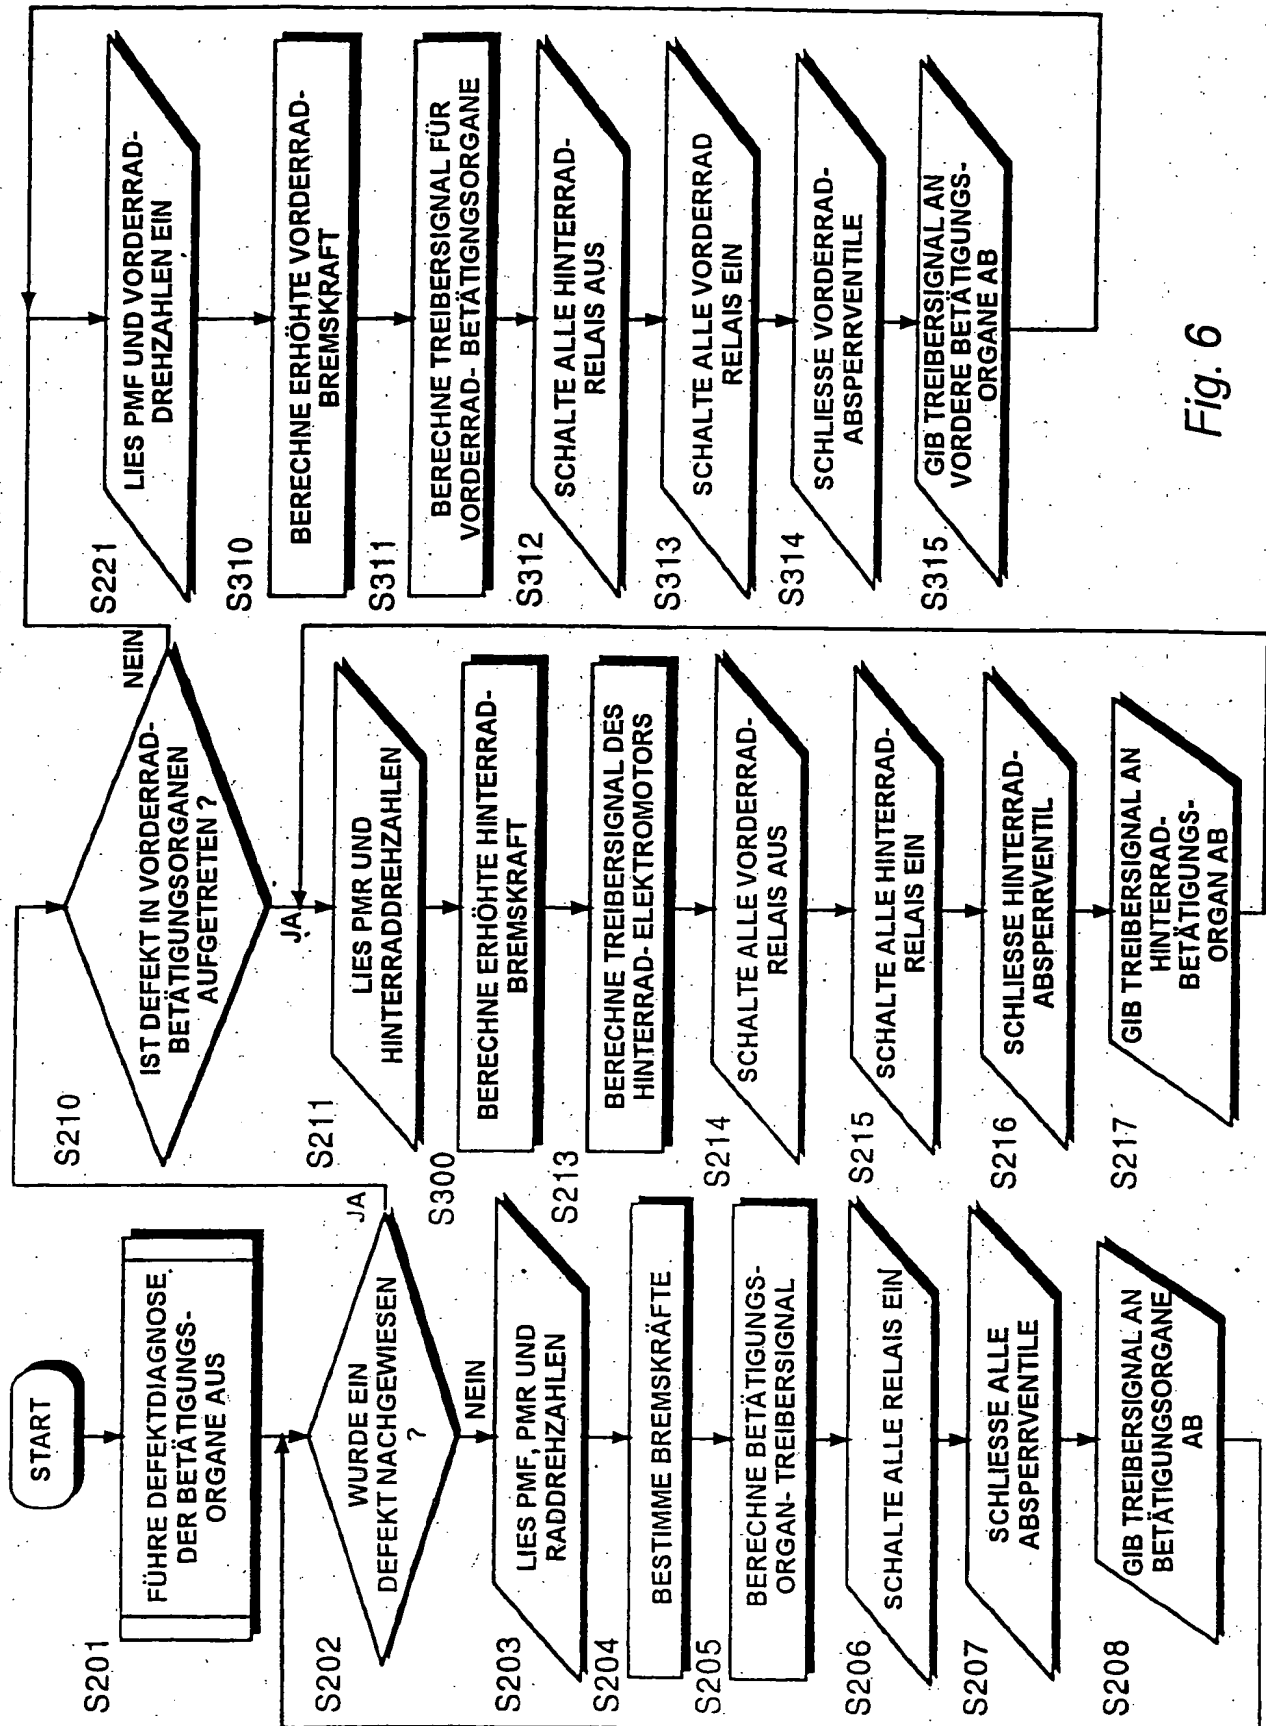 START
S201
FÜHRE DEFEKTDIAGNOSE
DER BETÄTIGUNGS-
ORGANE AUS
S202
WURDE EIN
DEFEKT NACHGEWIESEN
?
JA
NEIN
S203
LIES PMF, PMR UND
RADDREHZAHLEN
S204
BESTIMME BREMSKRÄFTE
S205
BERECHNE BETÄTIGUNGS-
ORGAN- TREIBERSIGNAL
S206
SCHALTE ALLE RELAIS EIN
S207
SCHLIESSE ALLE
ABSPERRVENTILE
S208
GIB TREIBERSIGNAL AN
BETÄTIGUNGSORGANE
AB
S210
IST DEFEKT IN VORDERRAD-
BETÄTIGUNGSORGANEN
AUFGETRETEN ?
NEIN
JA
S211
LIES PMR UND
HINTERRADDREHZAHLEN
S300
BERECHNE ERHÖHTE HINTERRAD-
BREMSKRAFT
S213
BERECHNE TREIBERSIGNAL DES
HINTERRAD- ELEKTROMOTORS
S214
SCHALTE ALLE VORDERRAD-
RELAIS AUS
S215
SCHALTE ALLE HINTERRAD-
RELAIS EIN
S216
SCHLIESSE HINTERRAD-
ABSPERRVENTIL
S217
GIB TREIBERSIGNAL AN
HINTERRAD-
BETÄTIGUNGS-
ORGAN AB
S221
LIES PMF UND VORDERRAD-
DREHZAHLEN EIN
S310
BERECHNE ERHÖHTE VORDERRAD-
BREMSKRAFT
S311
BERECHNE TREIBERSIGNAL FÜR
VORDERRAD- BETÄTIGNGSORGANE
S312
SCHALTE ALLE HINTERRAD-
RELAIS AUS
S313
SCHALTE ALLE VORDERRAD
RELAIS EIN
S314
SCHLIESSE VORDERRAD-
ABSPERRVENTILE
S315
GIB TREIBERSIGNAL AN
VORDERE BETÄTIGUNGS-
ORGANE AB
Fig. 6